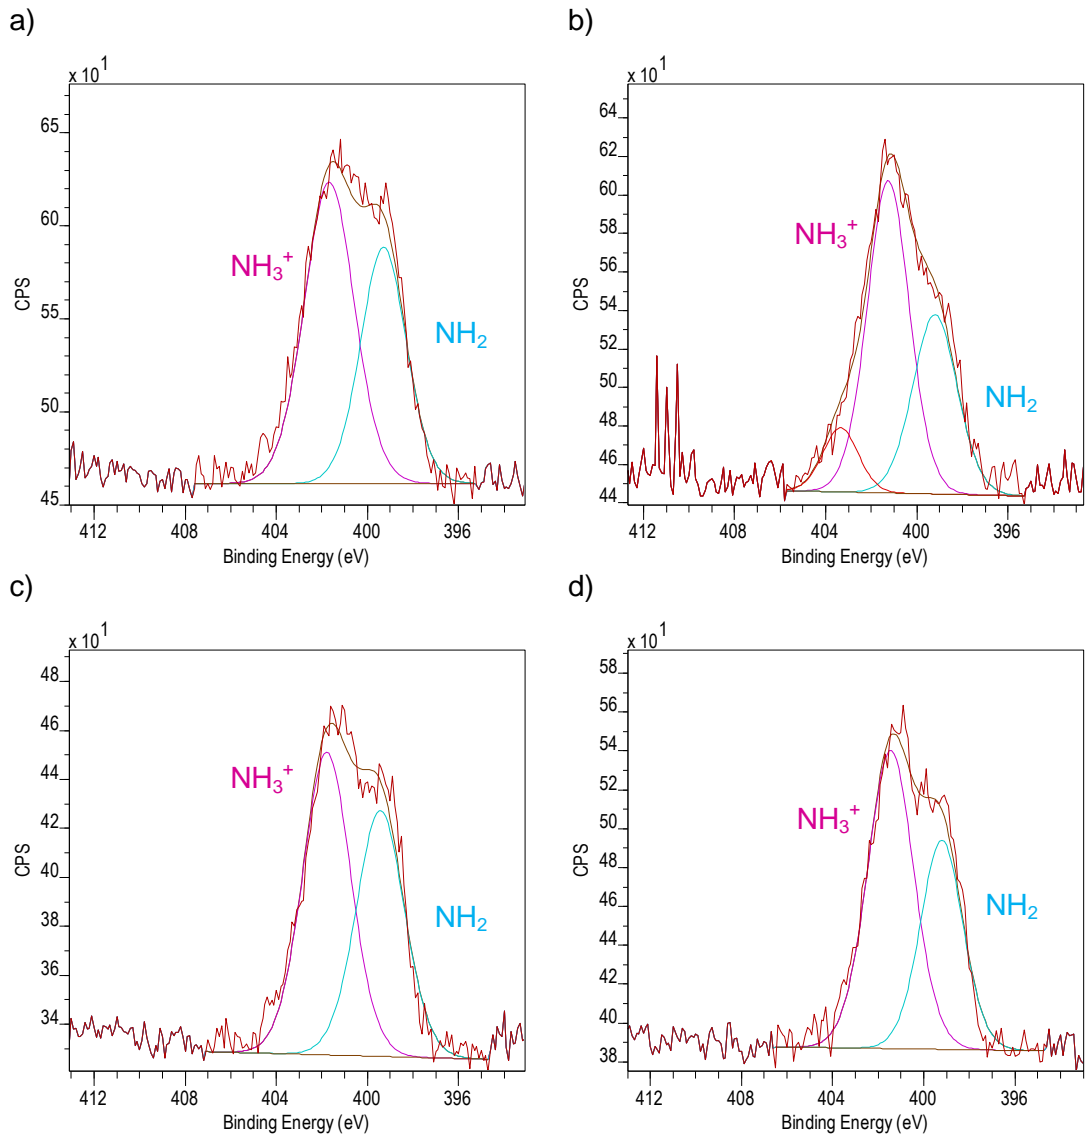 a)
x 10¹
65
60
55
50
45
CPS
NH₃⁺
NH₂
412 408 404 400 396
Binding Energy (eV)
b)
x 10¹
64
62
60
58
56
54
52
50
48
46
44
CPS
NH₃⁺
NH₂
412 408 404 400 396
Binding Energy (eV)
c)
x 10¹
48
46
44
42
40
38
36
34
CPS
NH₃⁺
NH₂
412 408 404 400 396
Binding Energy (eV)
d)
x 10¹
58
56
54
52
50
48
46
44
42
40
38
CPS
NH₃⁺
NH₂
412 408 404 400 396
Binding Energy (eV)